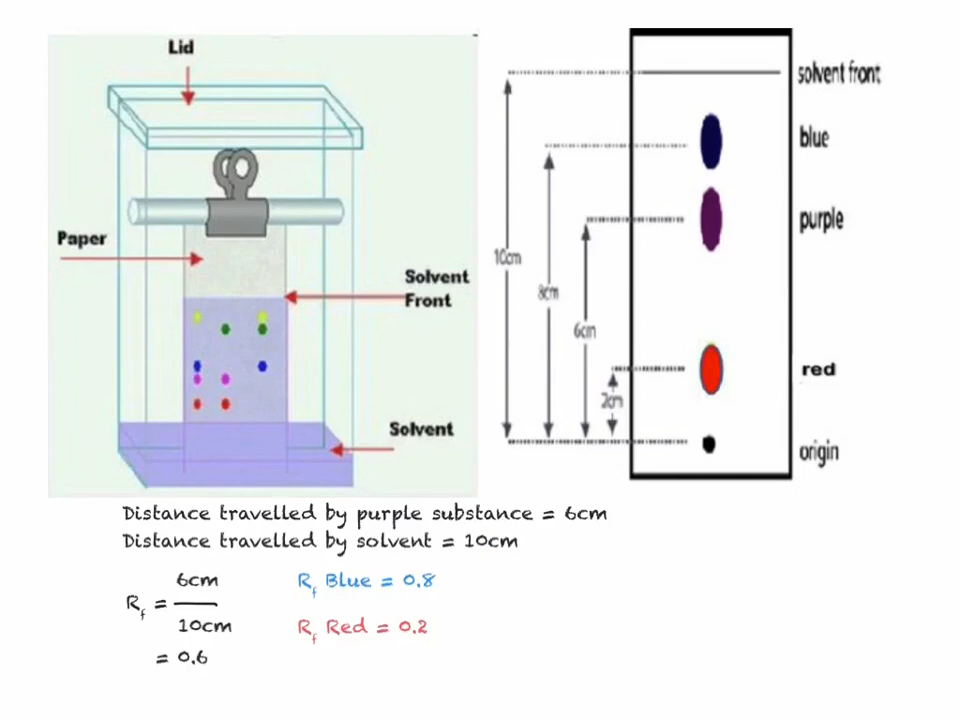 Lid
Paper
Solvent
Front
Solvent
solvent front
blue
purple
10cm
8cm
6cm
red
2cm
origin
Distance travelled by purple substance = 6cm
Distance travelled by solvent = 10cm
6cm
Rf =
10cm
= 0.6
Rf Blue = 0.8
Rf Red = 0.2